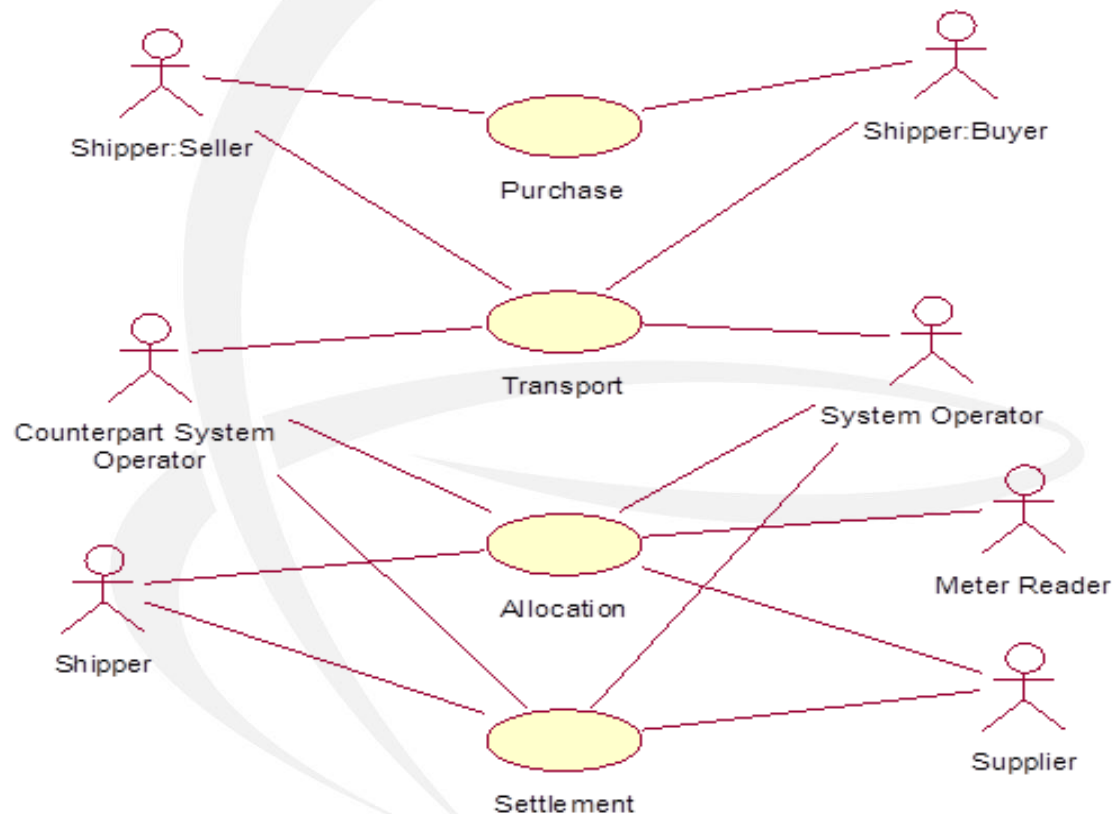 Shipper:Seller
Shipper:Buyer
Purchase
Transport
Counterpart System
Operator
System Operator
Allocation
Meter Reader
Shipper
Supplier
Settlement